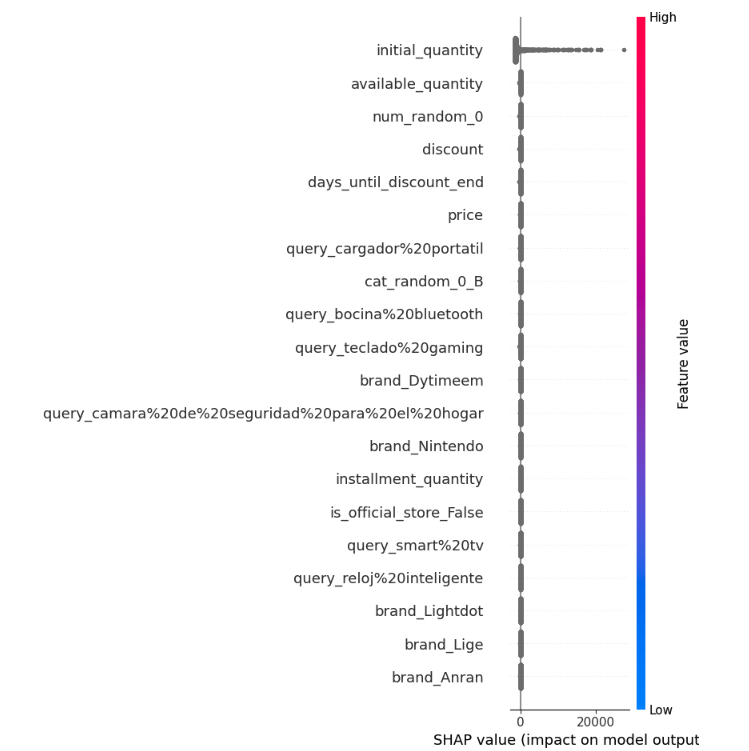 High
initial_quantity
available_quantity
num_random_0
discount
days_until_discount_end
price
query_cargador%20portatil
cat_random_0_B
query_bocina%20bluetooth
query_teclado%20gaming
brand_Dytimeem
query_camara%20de%20seguridad%20para%20el%20hogar
brand_Nintendo
installment_quantity
is_official_store_False
query_smart%20tv
query_reloj%20inteligente
brand_Lightdot
brand_Lige
brand_Anran
Feature value
Low
0 20000
SHAP value (impact on model output